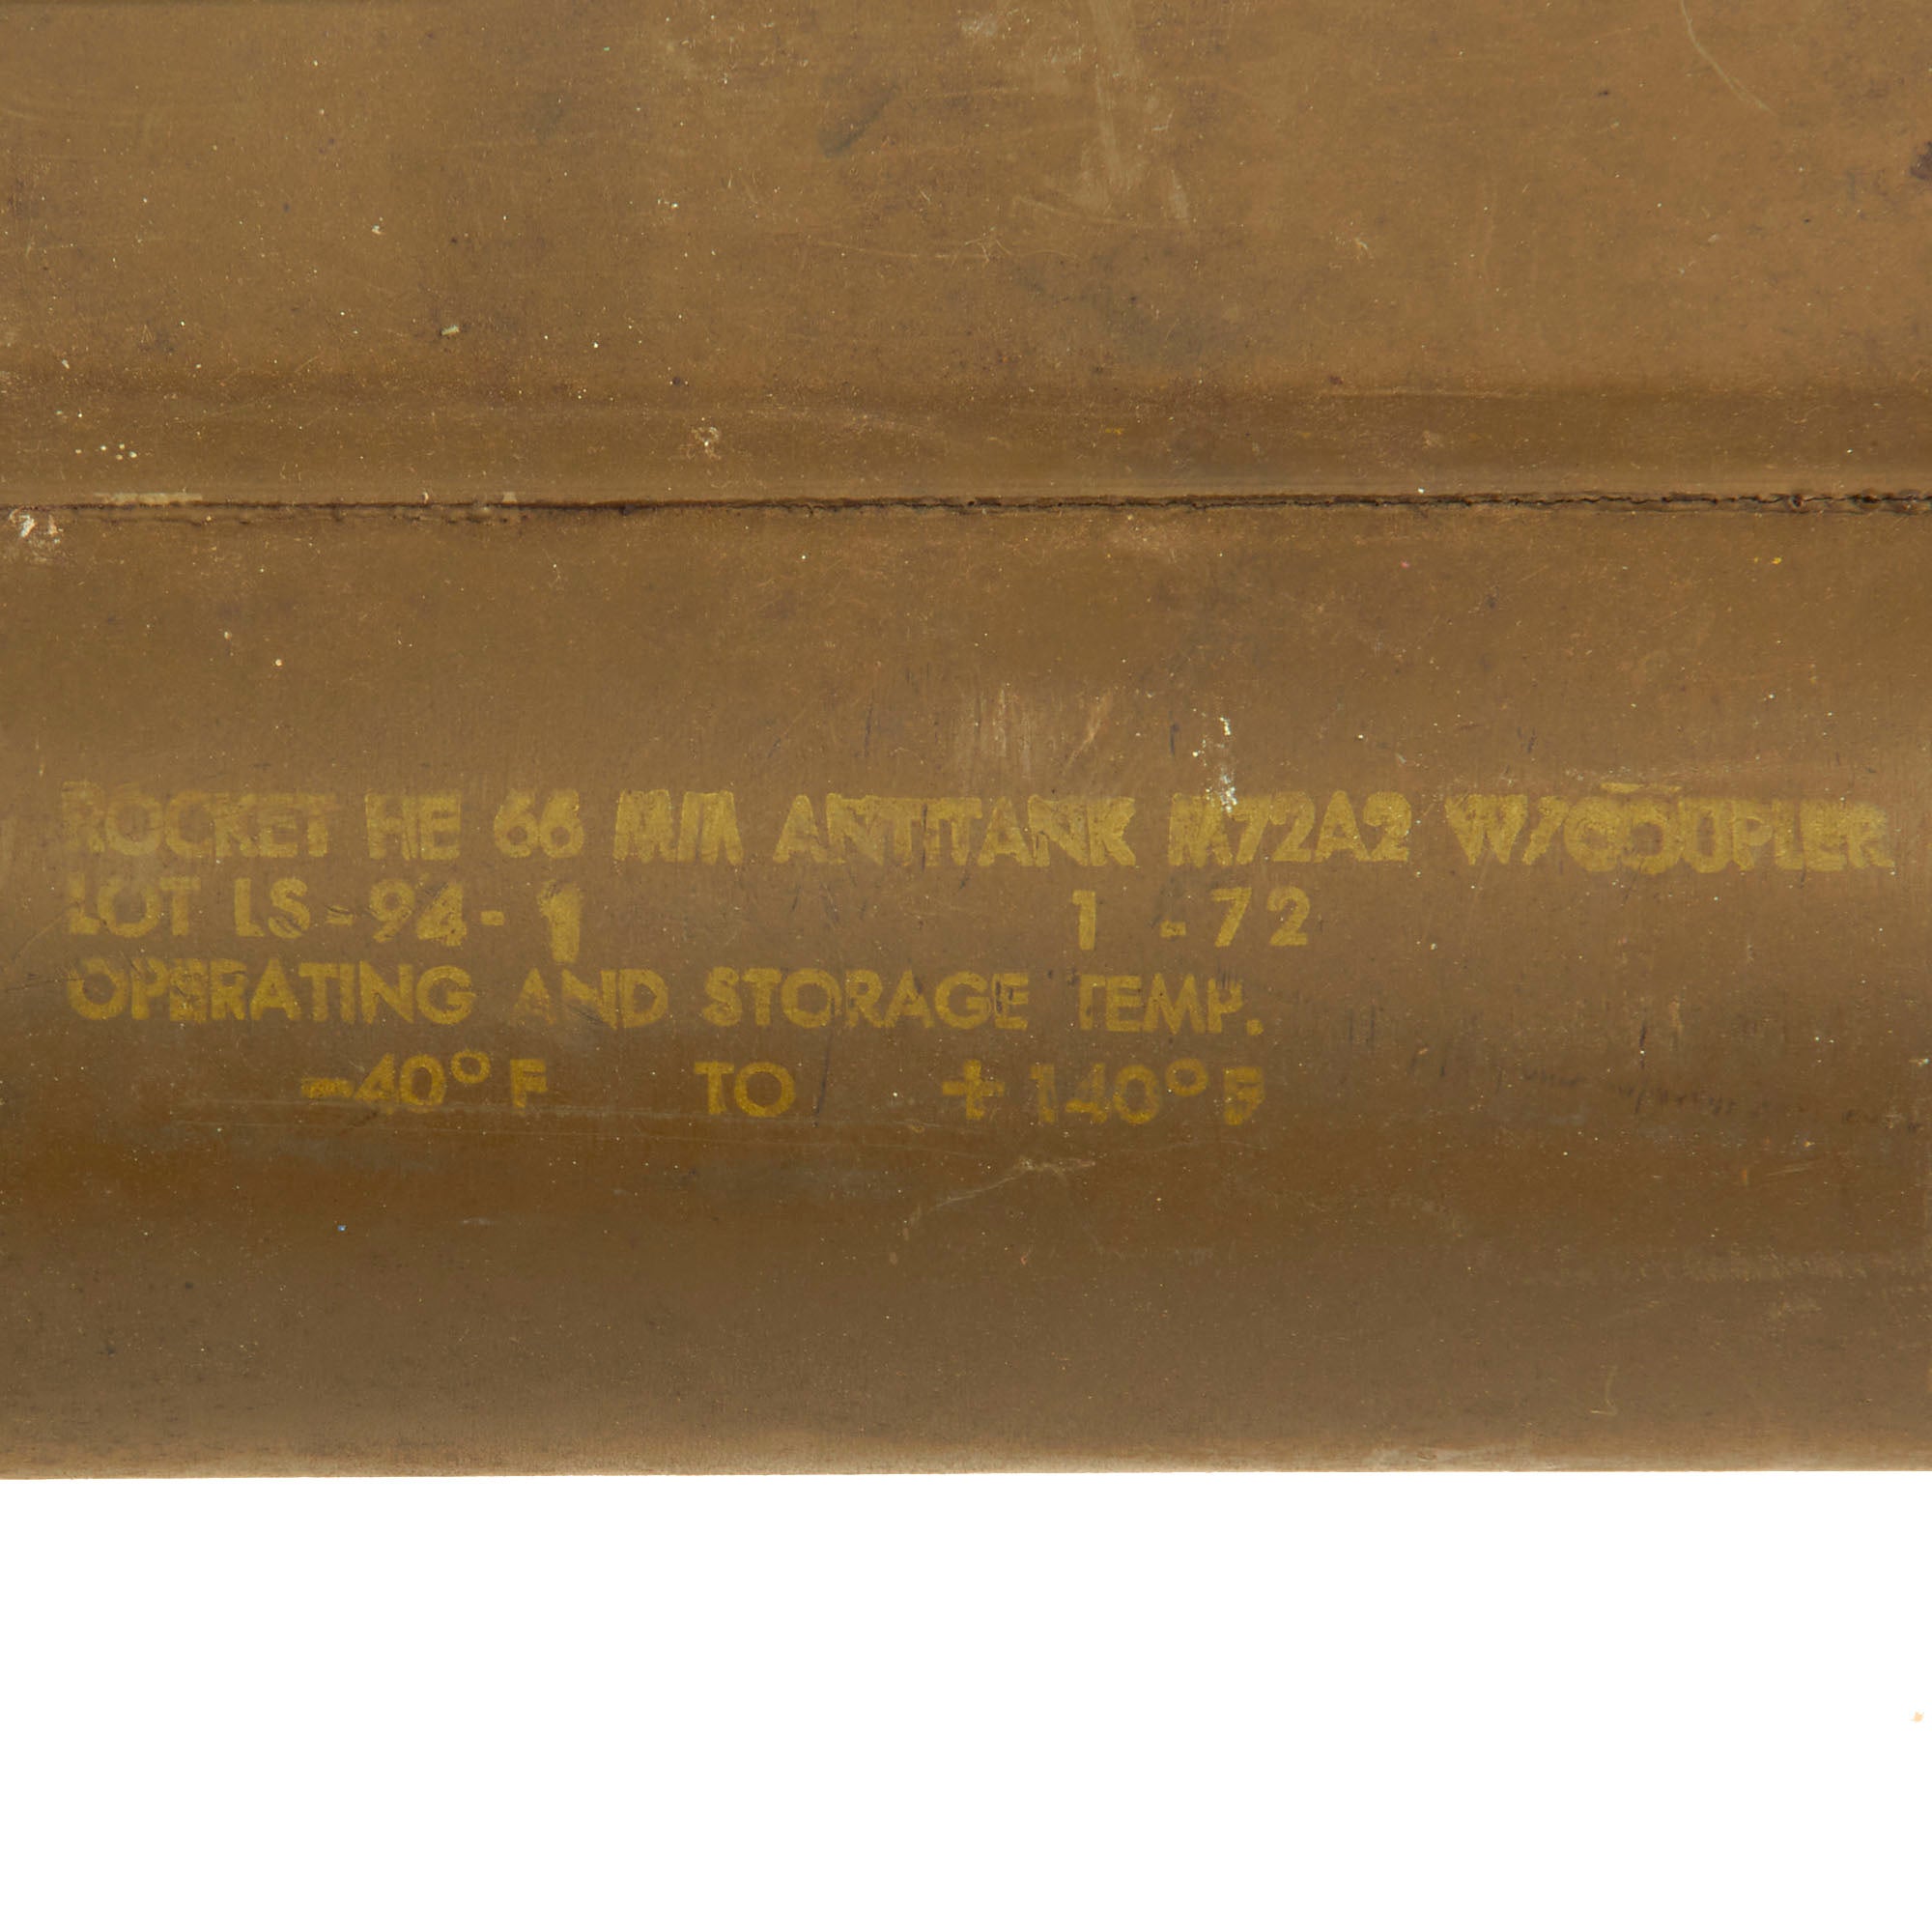 ROCKET HE 66 MM ANTITANK M72A2 W/COUPLER
LOT LS-94-1 1 -72
OPERATING AND STORAGE TEMP.
-40° F TO +140° F